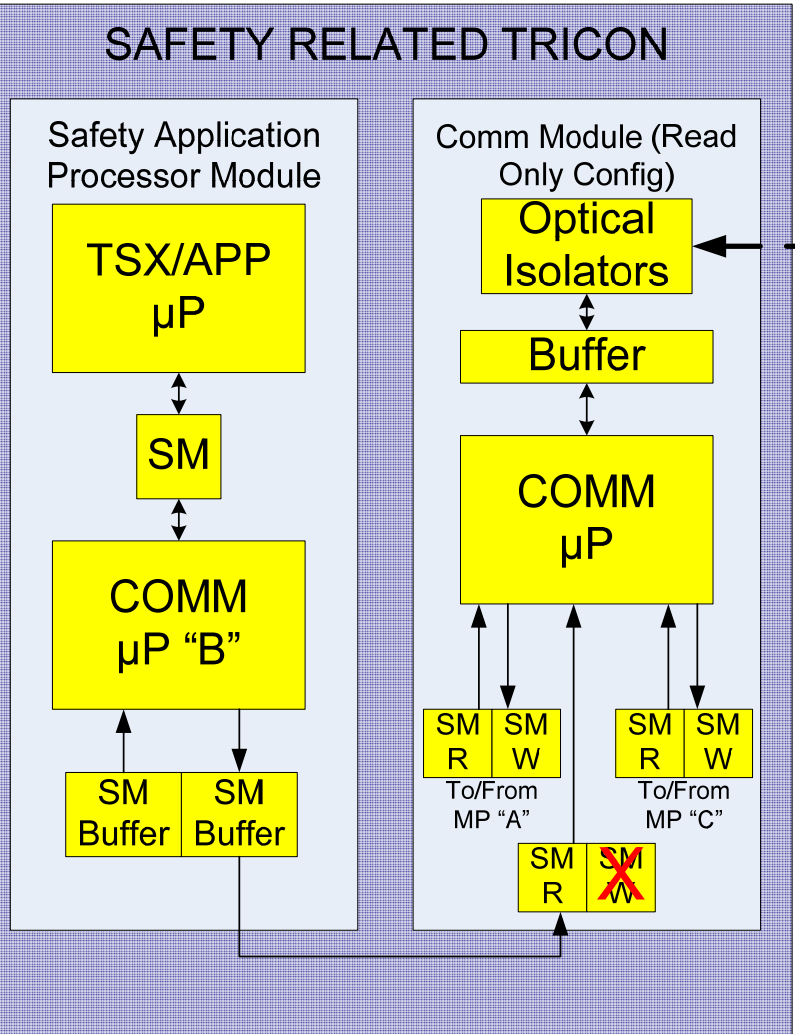 SAFETY RELATED TRICON
Safety Application
Processor Module
TSX/APP
µP
SM
COMM
µP “B”
SM
Buffer
SM
Buffer
Comm Module (Read
Only Config)
Optical
Isolators
Buffer
COMM
µP
SM
R
SM
W
To/From
MP “A”
SM
R
SM
W
To/From
MP “C”
SM
R
SM
W
X